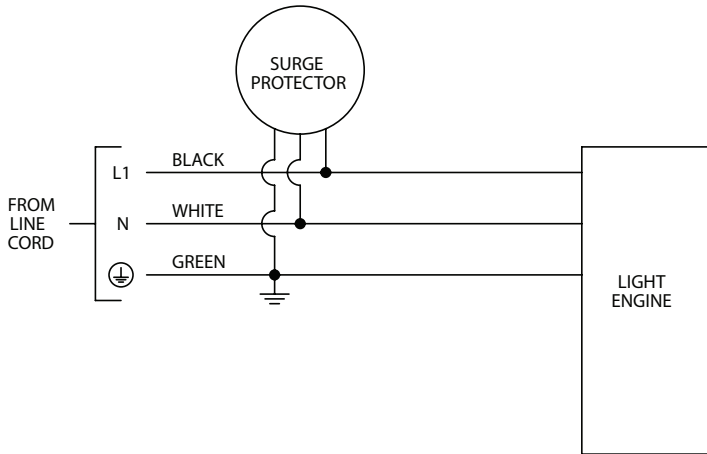 SURGE
PROTECTOR
BLACK
L1
FROM
LINE
CORD
WHITE
N
GREEN
LIGHT
ENGINE